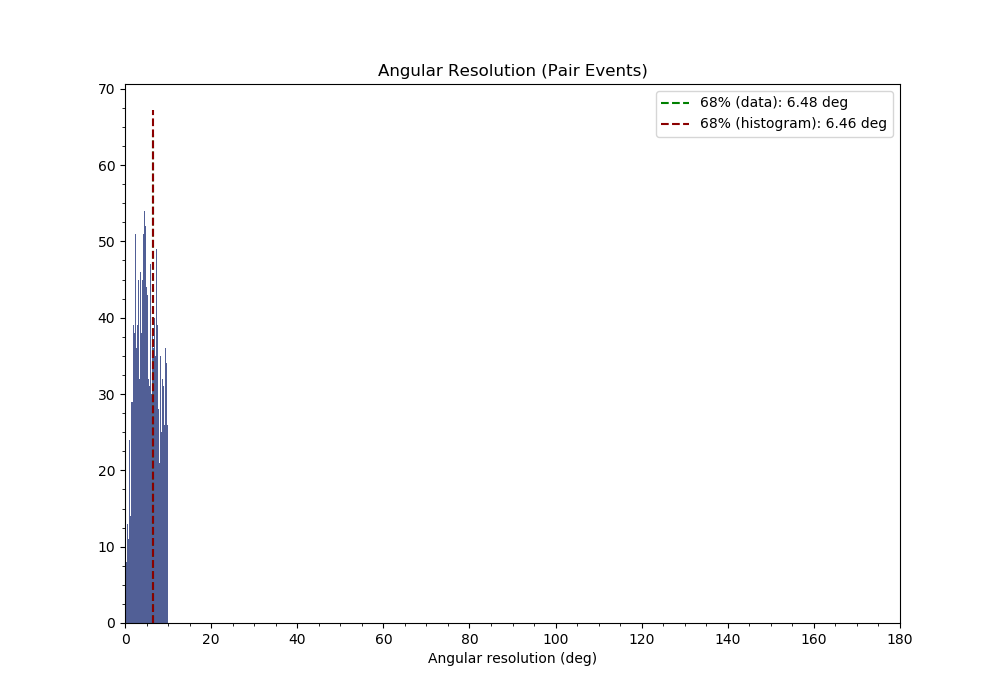 Angular Resolution (Pair Events)
68% (data): 6.48 deg
68% (histogram): 6.46 deg
70
60
50
40
30
20
10
0
0 20 40 60 80 100 120 140 160 180
Angular resolution (deg)